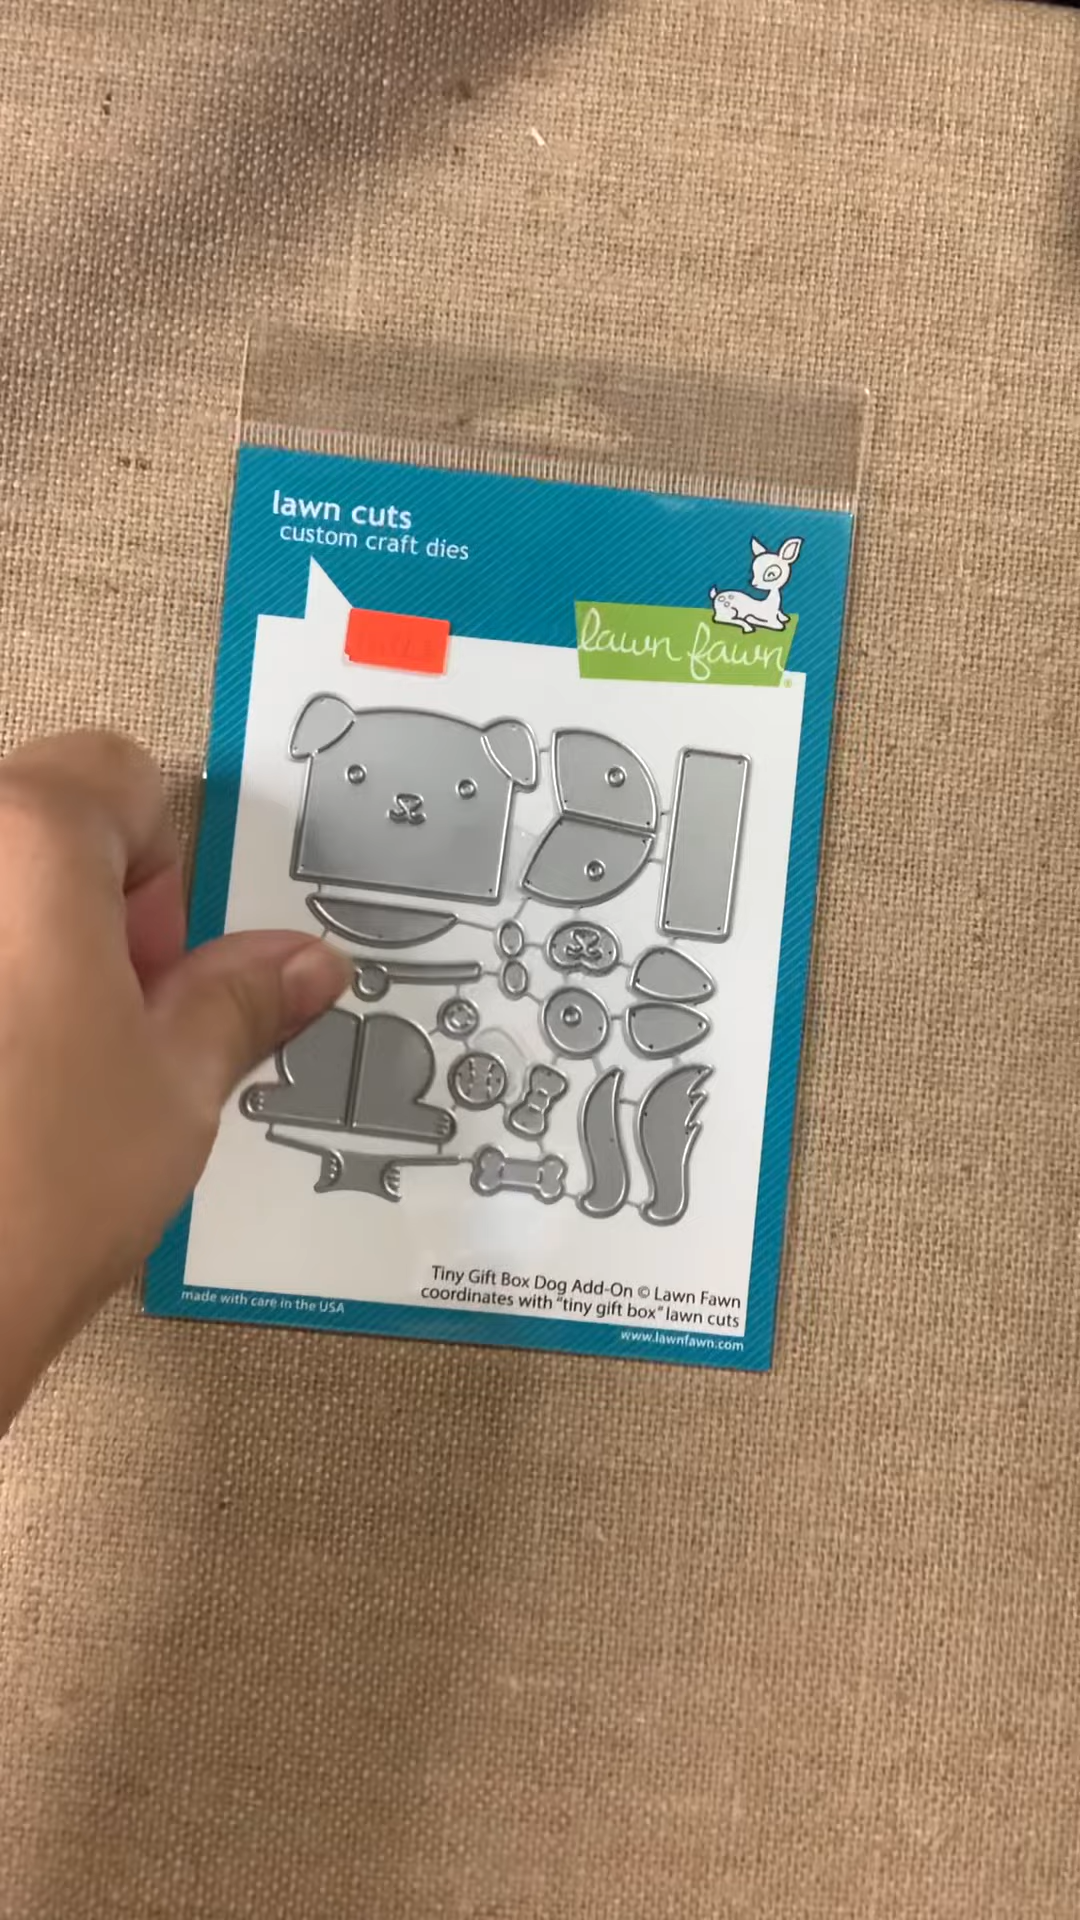 lawn cuts
custom craft dies
lawn fawn
Tiny Gift Box Dog Add-On © Lawn Fawn
coordinates with "tiny gift box" lawn cuts
made with care in the USA
www.lawnfawn.com